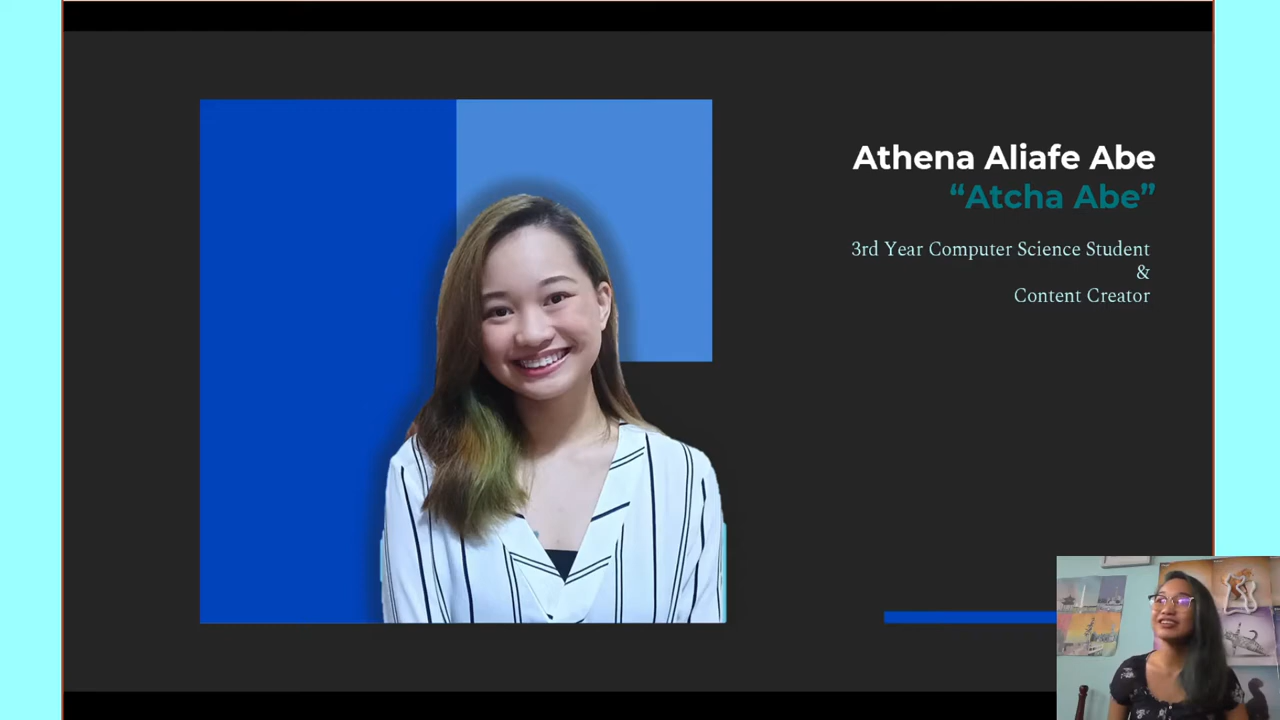 Athena Aliafe Abe
“Atcha Abe”
3rd Year Computer Science Student
&
Content Creator